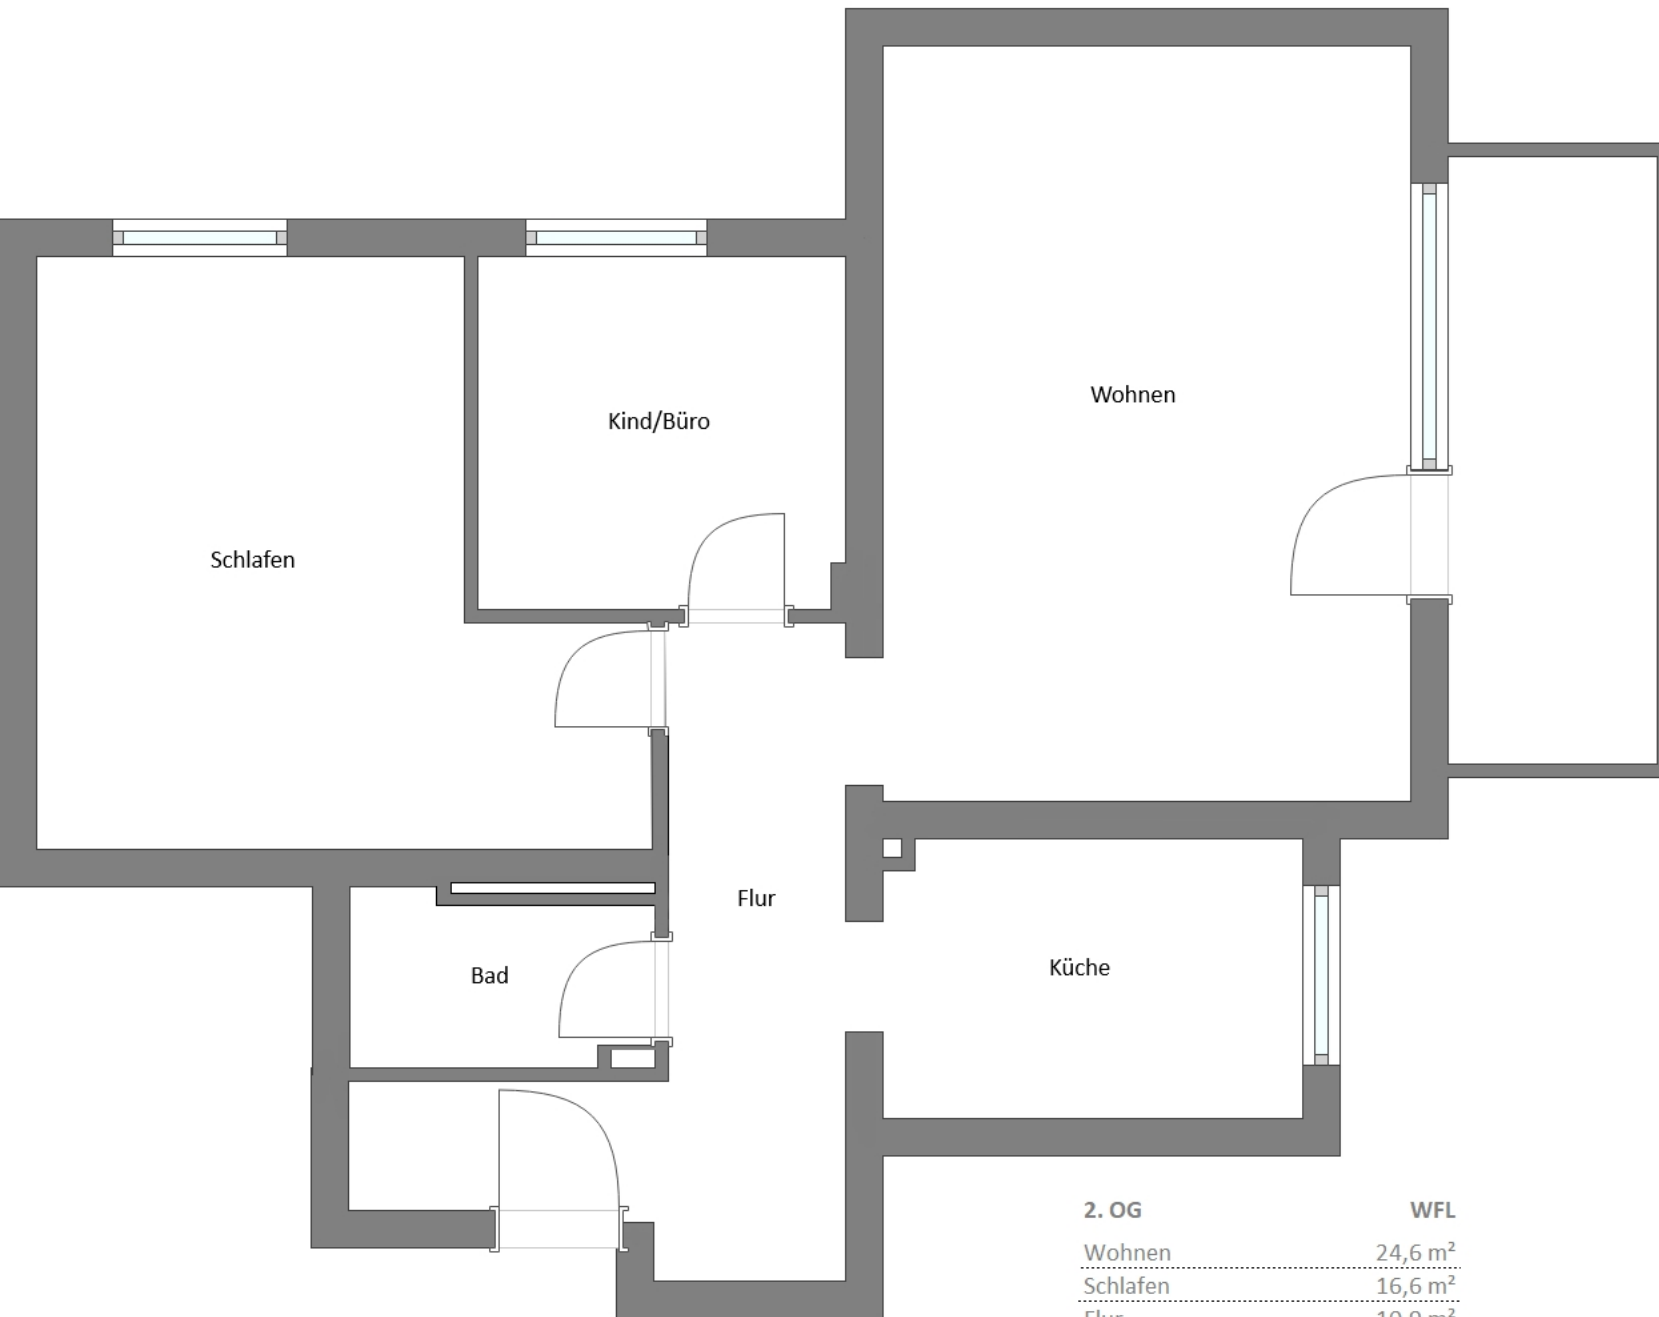 Wohnen
Kind/Büro
Schlafen
Flur
Küche
Bad
2. OG WFL
Wohnen 24,6 m²
Schlafen 16,6 m²